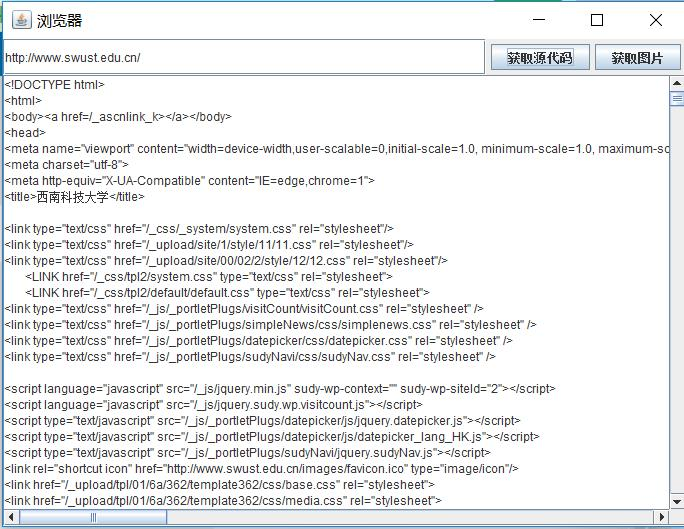 浏览器
http://www.swust.edu.cn/
获取源代码
获取图片
<!DOCTYPE html>
<html>
<body><a href=/_ascnlink_k></a></body>
<head>
<meta name="viewport" content="width=device-width,user-scalable=0,initial-scale=1.0, minimum-scale=1.0, maximum-sc
<meta charset="utf-8">
<meta http-equiv="X-UA-Compatible" content="IE=edge,chrome=1">
<title>西南科技大学</title>
<link type="text/css" href="/_css/_system/system.css" rel="stylesheet"/>
<link type="text/css" href="/_upload/site/1/style/11/11.css" rel="stylesheet"/>
<link type="text/css" href="/_upload/site/00/02/2/style/12/12.css" rel="stylesheet"/>
<LINK href="/_css/tpl2/system.css" type="text/css" rel="stylesheet">
<LINK href="/_css/tpl2/default/default.css" type="text/css" rel="stylesheet">
<link type="text/css" href="/_js/_portletPlugs/visitCount/visitCount.css" rel="stylesheet" />
<link type="text/css" href="/_js/_portletPlugs/simpleNews/css/simplenews.css" rel="stylesheet" />
<link type="text/css" href="/_js/_portletPlugs/datepicker/css/datepicker.css" rel="stylesheet" />
<link type="text/css" href="/_js/_portletPlugs/sudyNavi/css/sudyNav.css" rel="stylesheet" />
<script language="javascript" src="/_js/jquery.min.js" sudy-wp-context="" sudy-wp-siteId="2"></script>
<script language="javascript" src="/_js/jquery.sudy.wp.visitcount.js"></script>
<script type="text/javascript" src="/_js/_portletPlugs/datepicker/js/jquery.datepicker.js"></script>
<script type="text/javascript" src="/_js/_portletPlugs/datepicker/js/datepicker_lang_HK.js"></script>
<script type="text/javascript" src="/_js/_portletPlugs/sudyNavi/jquery.sudyNav.js"></script>
<link rel="shortcut icon" href="http://www.swust.edu.cn/images/favicon.ico" type="image/icon"/>
<link href="/_upload/tpl/01/6a/362/template362/css/base.css" rel="stylesheet">
<link href="/_upload/tpl/01/6a/362/template362/css/media.css" rel="stylesheet">